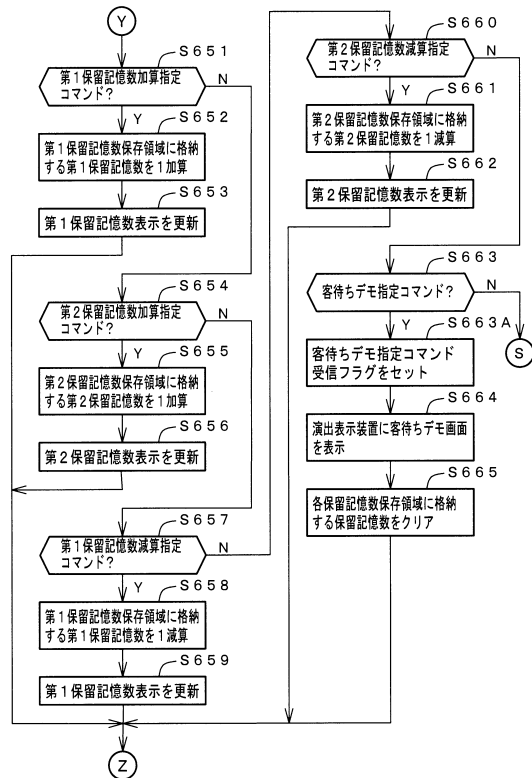 Y
S651
第1保留記憶数加算指定
コマンド?
N
Y
S652
第1保留記憶数保存領域に格納
する第1保留記憶数を1加算
S653
第1保留記憶数表示を更新
S654
第2保留記憶数加算指定
コマンド?
N
Y
S655
第2保留記憶数保存領域に格納
する第2保留記憶数を1加算
S656
第2保留記憶数表示を更新
S657
第1保留記憶数減算指定
コマンド?
N
Y
S658
第1保留記憶数保存領域に格納
する第1保留記憶数を1減算
S659
第1保留記憶数表示を更新
Z
S660
第2保留記憶数減算指定
コマンド?
N
Y
S661
第2保留記憶数保存領域に格納
する第2保留記憶数を1減算
S662
第2保留記憶数表示を更新
S663
客待ちデモ指定コマンド?
N
S
Y
S663A
客待ちデモ指定コマンド
受信フラグをセット
S664
演出表示装置に客待ちデモ画面
を表示
S665
各保留記憶数保存領域に格納
する保留記憶数をクリア